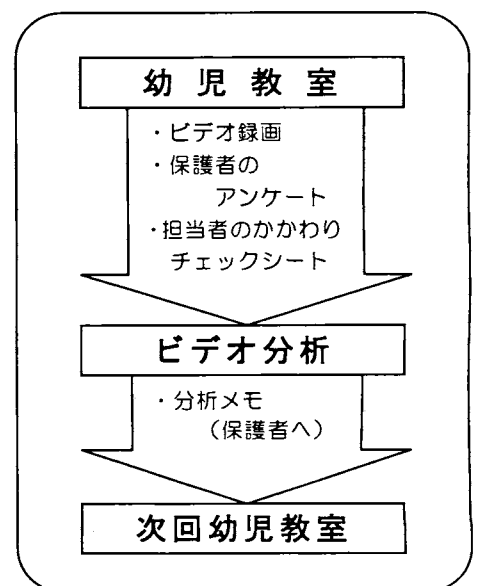 幼児教室
・ビデオ録画
・保護者の
アンケート
・担当者のかかわり
チェックシート
ビデオ分析
・分析メモ
(保護者へ)
次回幼児教室